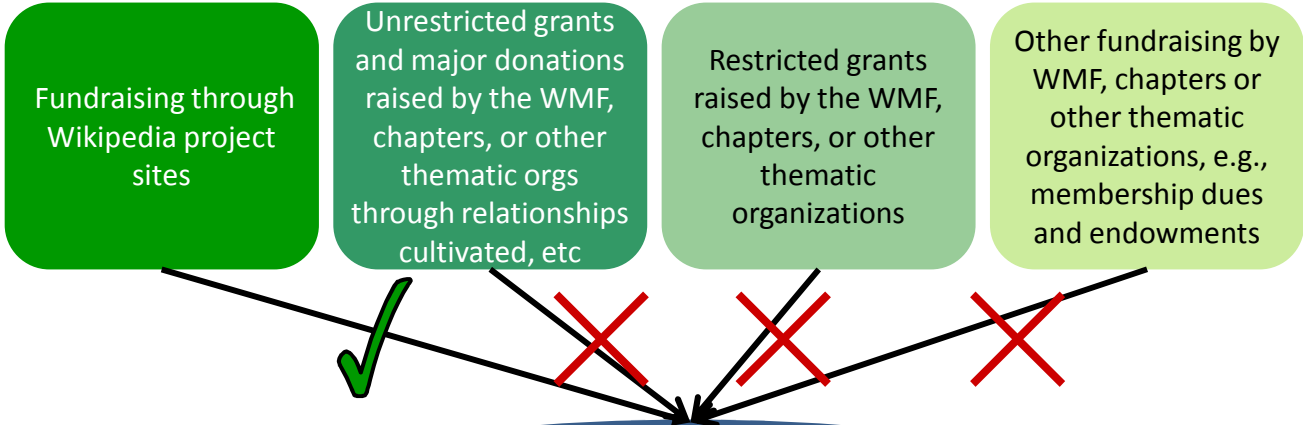 Fundraising through
Wikipedia project
sites
Unrestricted grants
and major donations
raised by the WMF,
chapters, or other
thematic orgs
through relationships
cultivated, etc
Restricted grants
raised by the WMF,
chapters, or other
thematic
organizations
Other fundraising by
WMF, chapters or
other thematic
organizations, e.g.,
membership dues
and endowments